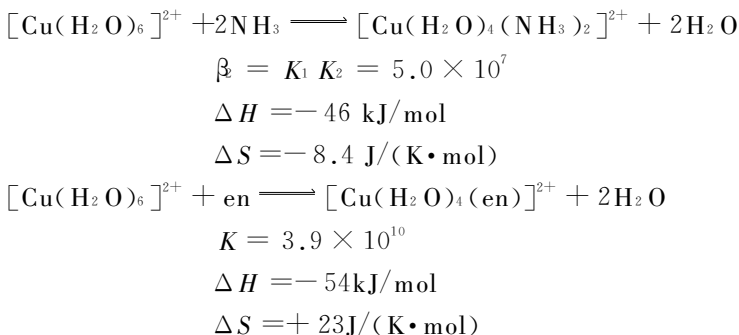 [Cu(H₂O)₆]²⁺ + 2NH₃ ⇌ [Cu(H₂O)₄(NH₃)₂]²⁺ + 2H₂O
β₂ = K₁ K₂ = 5.0 × 10⁷
ΔH = −46 kJ/mol
ΔS = −8.4 J/(K•mol)
[Cu(H₂O)₆]²⁺ + en ⇌ [Cu(H₂O)₄(en)]²⁺ + 2H₂O
K = 3.9 × 10¹⁰
ΔH = −54kJ/mol
ΔS = +23J/(K•mol)